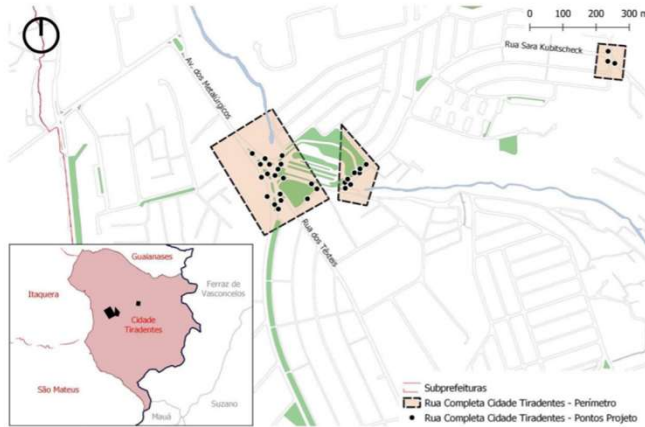 0 100 200 300 m
Rua Sara Kubitscheck
Av. dos Metalúrgicos
Rua dos Têxteis
Guaianases
Itaquera
Ferraz de
Vasconcelos
Cidade
Tiradentes
São Mateus
Suzano
Mauá
Subprefeituras
Rua Completa Cidade Tiradentes - Perímetro
Rua Completa Cidade Tiradentes - Pontos Projeto